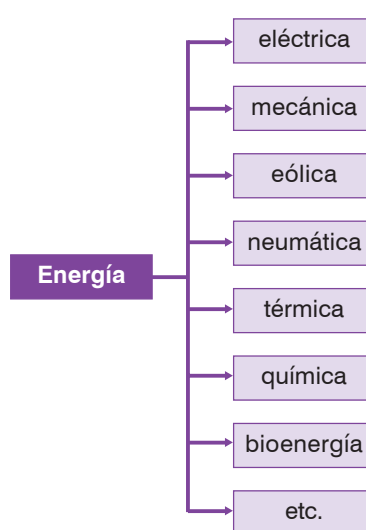 Energía
eléctrica
mecánica
eólica
neumática
térmica
química
bioenergía
etc.